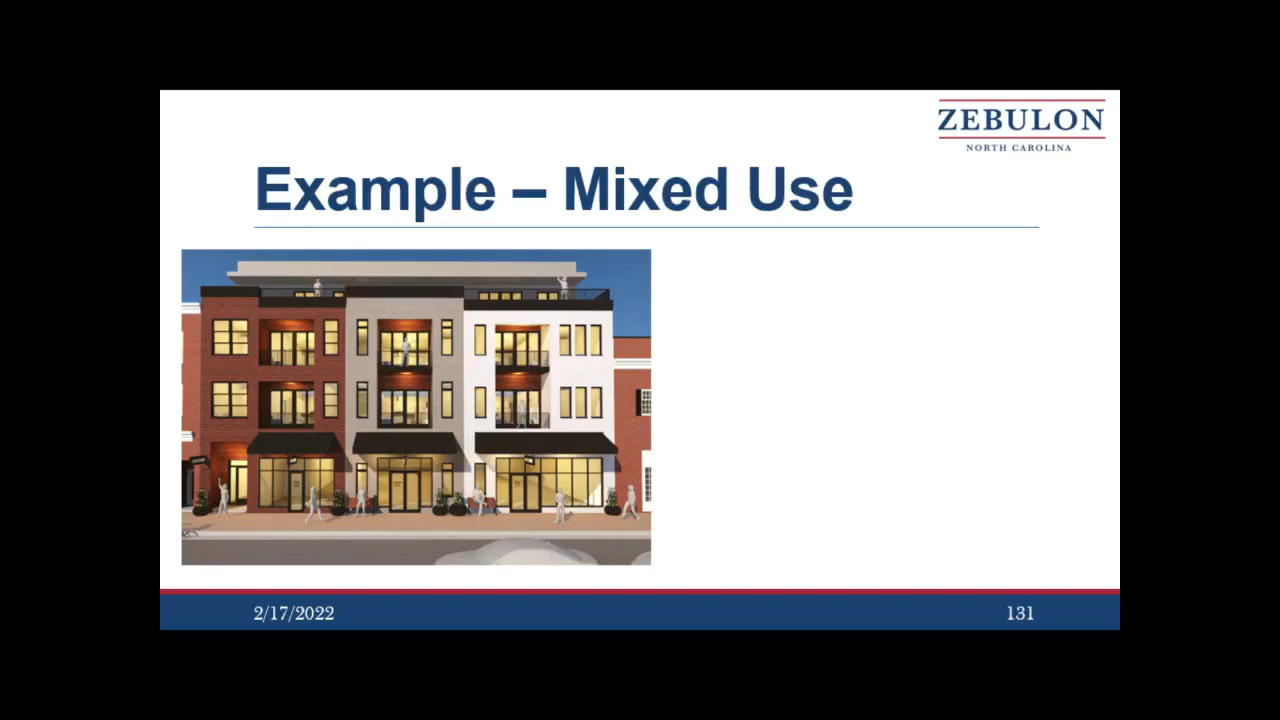 ZEBULON
NORTH CAROLINA
Example – Mixed Use
2/17/2022
131